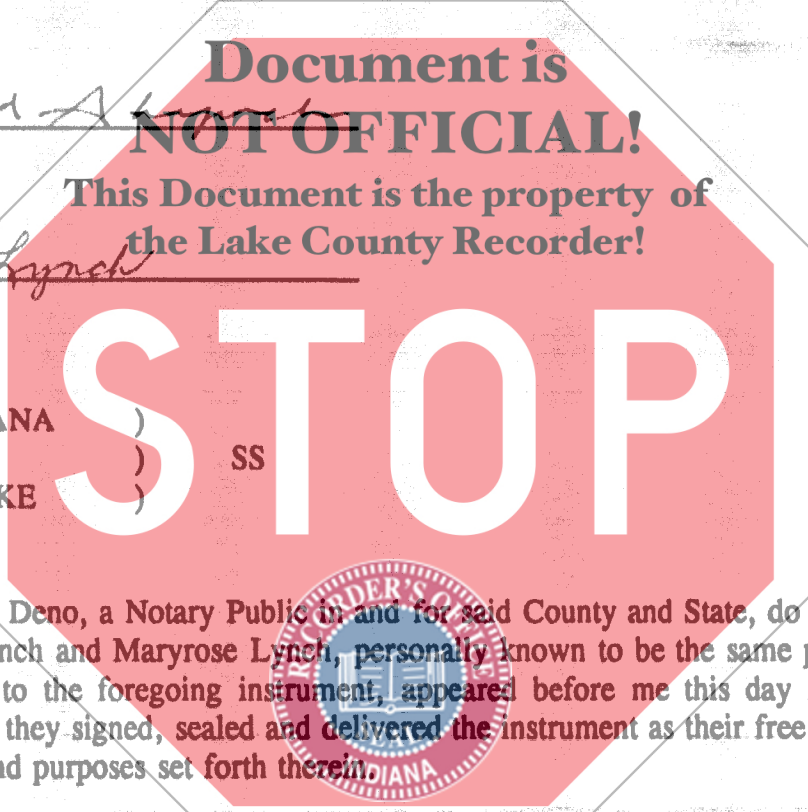 Document is
NOT OFFICIAL!
This Document is the property of
the Lake County Recorder!
Lynch
STOP
ANA )
) SS
KE )
Deno, a Notary Public in and for said County and State, do
nch and Maryrose Lynch, personally known to be the same p
to the foregoing instrument, appeared before me this day
they signed, sealed and delivered the instrument as their free
nd purposes set forth therein.
RECORDER'S OFFICE
INDIANA